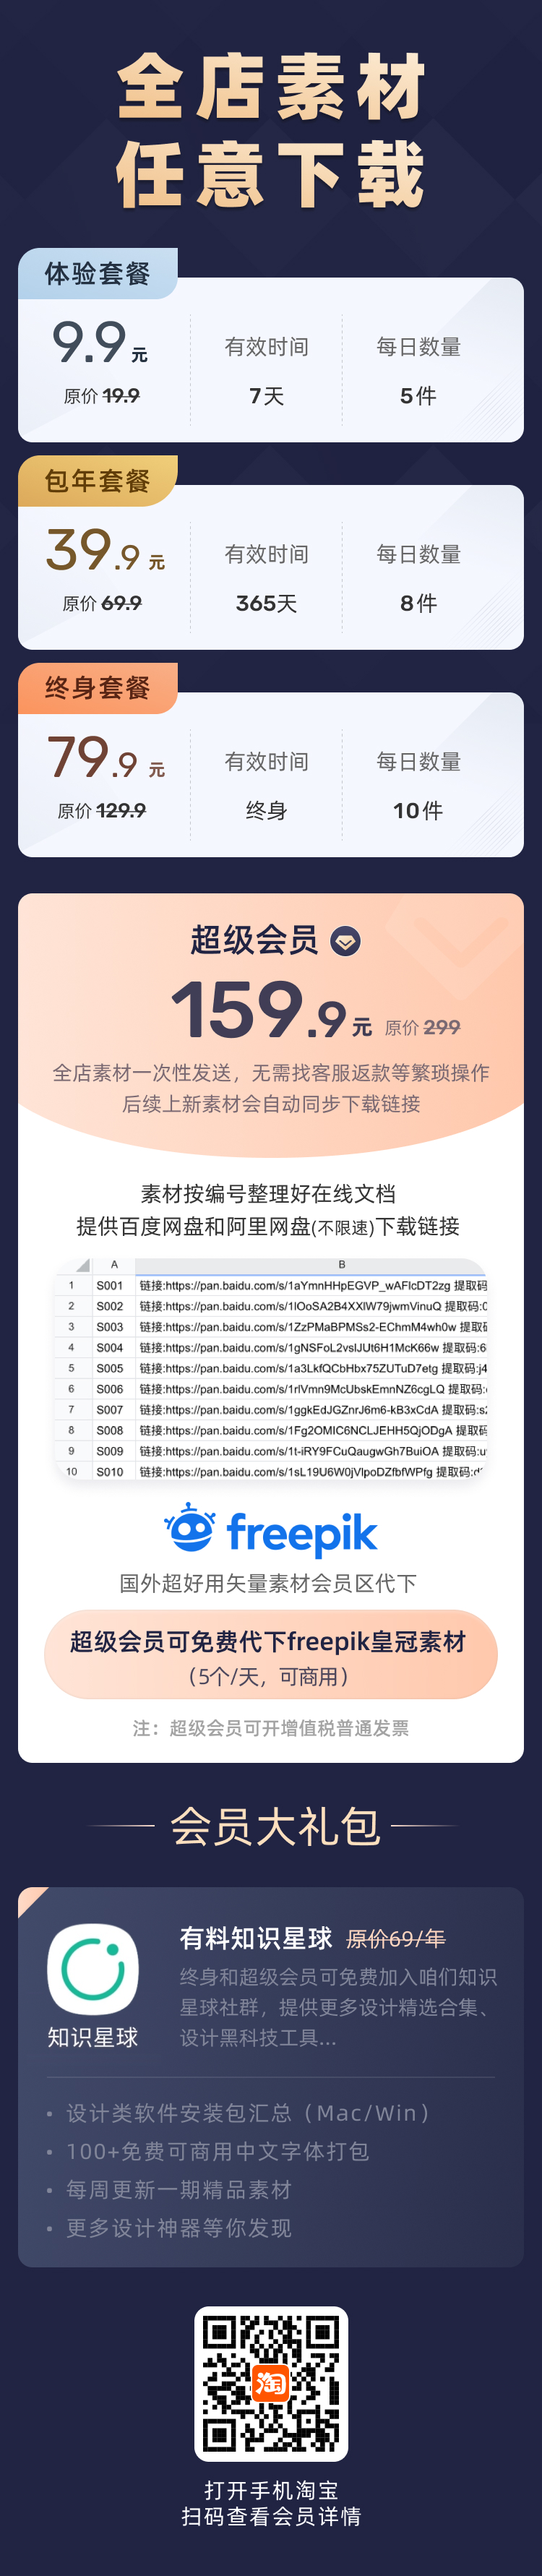 全店素材
任意下载
体验套餐
9.9元
原价 19.9
有效时间
7天
每日数量
5件
包年套餐
39.9 元
原价 69.9
有效时间
365天
每日数量
8件
终身套餐
79.9 元
原价 129.9
有效时间
终身
每日数量
10件
超级会员
159.9元 原价 299
全店素材一次性发送，无需找客服返款等繁琐操作
后续上新素材会自动同步下载链接
素材按编号整理好在线文档
提供百度网盘和阿里网盘(不限速)下载链接
A B
1 S001 链接:https://pan.baidu.com/s/1aYmnHHpEGVP_wAFlcDT2zg 提取码
2 S002 链接:https://pan.baidu.com/s/1lOoSA2B4XXlW79jwmVinuQ 提取码:
3 S003 链接:https://pan.baidu.com/s/1ZzPMaBPMSs2-EChmM4wh0w 提取码
4 S004 链接:https://pan.baidu.com/s/1gNSFoL2vslJUt6H1McK66w 提取码:6
5 S005 链接:https://pan.baidu.com/s/1a3LkfQCbHbx75ZUTuD7etg 提取码:j4
6 S006 链接:https://pan.baidu.com/s/1rlVmn9McUbskEmnNZ6cgLQ 提取码:
7 S007 链接:https://pan.baidu.com/s/1ggkEdJGZnrJ6m6-kB3xCdA 提取码:s
8 S008 链接:https://pan.baidu.com/s/1Fg2OMIC6NCLJEHH5QjODgA 提取码
9 S009 链接:https://pan.baidu.com/s/1t-iRY9FCuQaugwGh7BuiOA 提取码:u
10 S010 链接:https://pan.baidu.com/s/1sL19U6W0jVlpoDZfbfWPfg 提取码:d
freepik
国外超好用矢量素材会员区代下
超级会员可免费代下freepik皇冠素材
（5个/天，可商用）
注：超级会员可开增值税普通发票
会员大礼包
有料知识星球 原价69/年
终身和超级会员可免费加入咱们知识
星球社群，提供更多设计精选合集、
设计黑科技工具...
知识星球
• 设计类软件安装包汇总（Mac/Win）
• 100+免费可商用中文字体打包
• 每周更新一期精品素材
• 更多设计神器等你发现
淘
打开手机淘宝
扫码查看会员详情